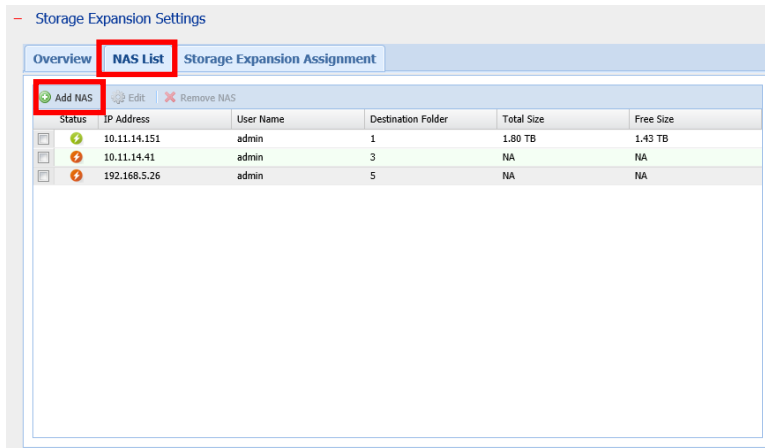 Storage Expansion Settings
Overview NAS List Storage Expansion Assignment
Add NAS Edit Remove NAS
Status IP Address User Name Destination Folder Total Size Free Size
10.11.14.151 admin 1 1.80 TB 1.43 TB
10.11.14.41 admin 3 NA NA
192.168.5.26 admin 5 NA NA